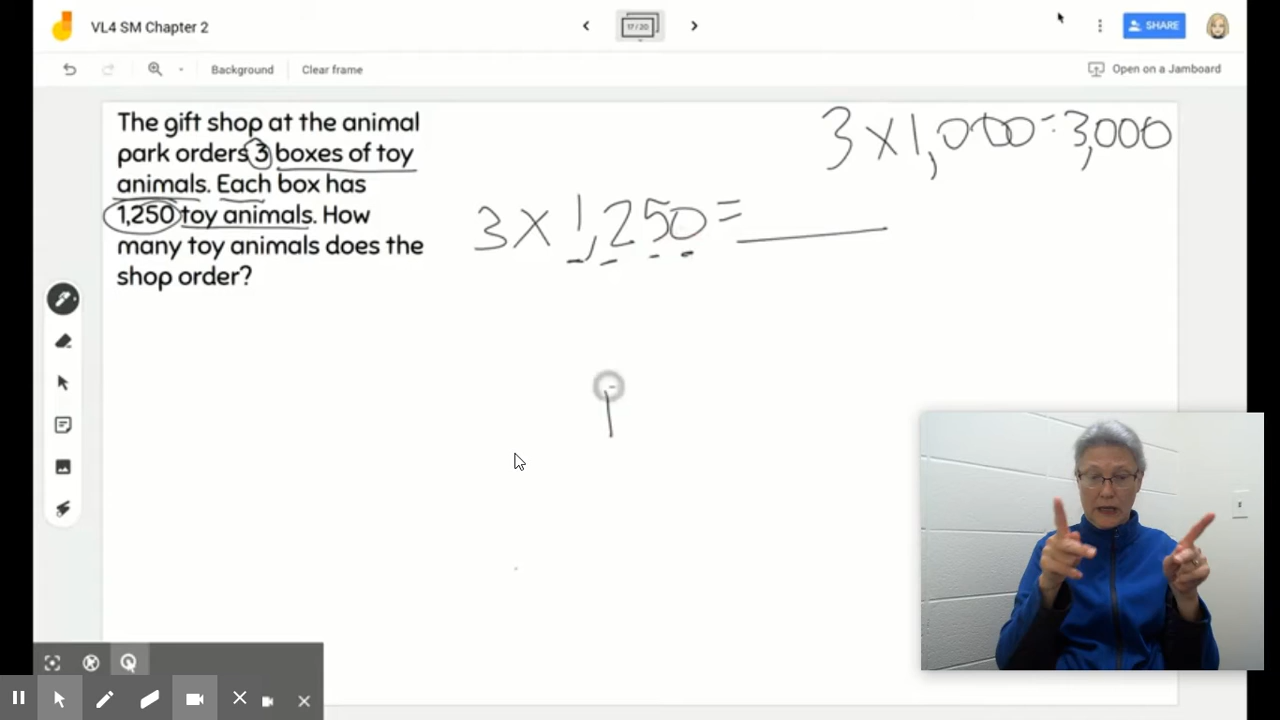 VL4 SM Chapter 2
17/20
SHARE
Background
Clear frame
Open on a Jamboard
The gift shop at the animal
park orders 3 boxes of toy
animals. Each box has
1,250 toy animals. How
many toy animals does the
shop order?
3 x 1,000 = 3,000
3 x 1,250 =